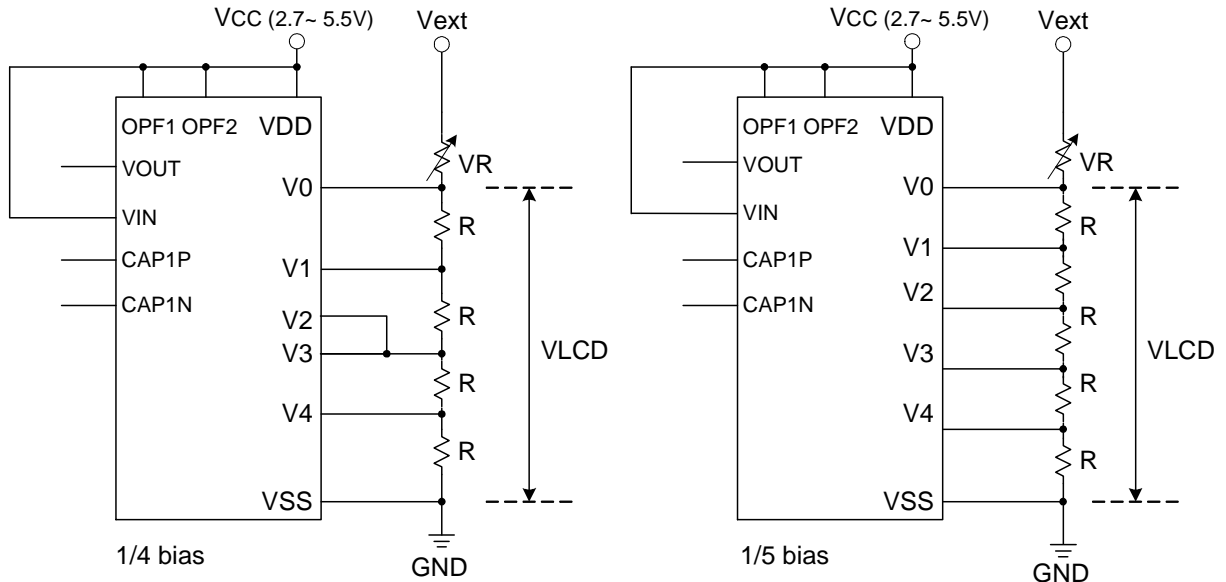 VCC (2.7~ 5.5V)
Vext
OPF1 OPF2 VDD
VOUT
VR
V0
VIN
R
CAP1P
V1
CAP1N
V2
R
V3
VLCD
R
V4
R
VSS
1/4 bias
GND
VCC (2.7~ 5.5V)
Vext
OPF1 OPF2 VDD
VOUT
VR
V0
VIN
R
V1
CAP1P
R
V2
CAP1N
R
V3
VLCD
R
V4
R
VSS
1/5 bias
GND